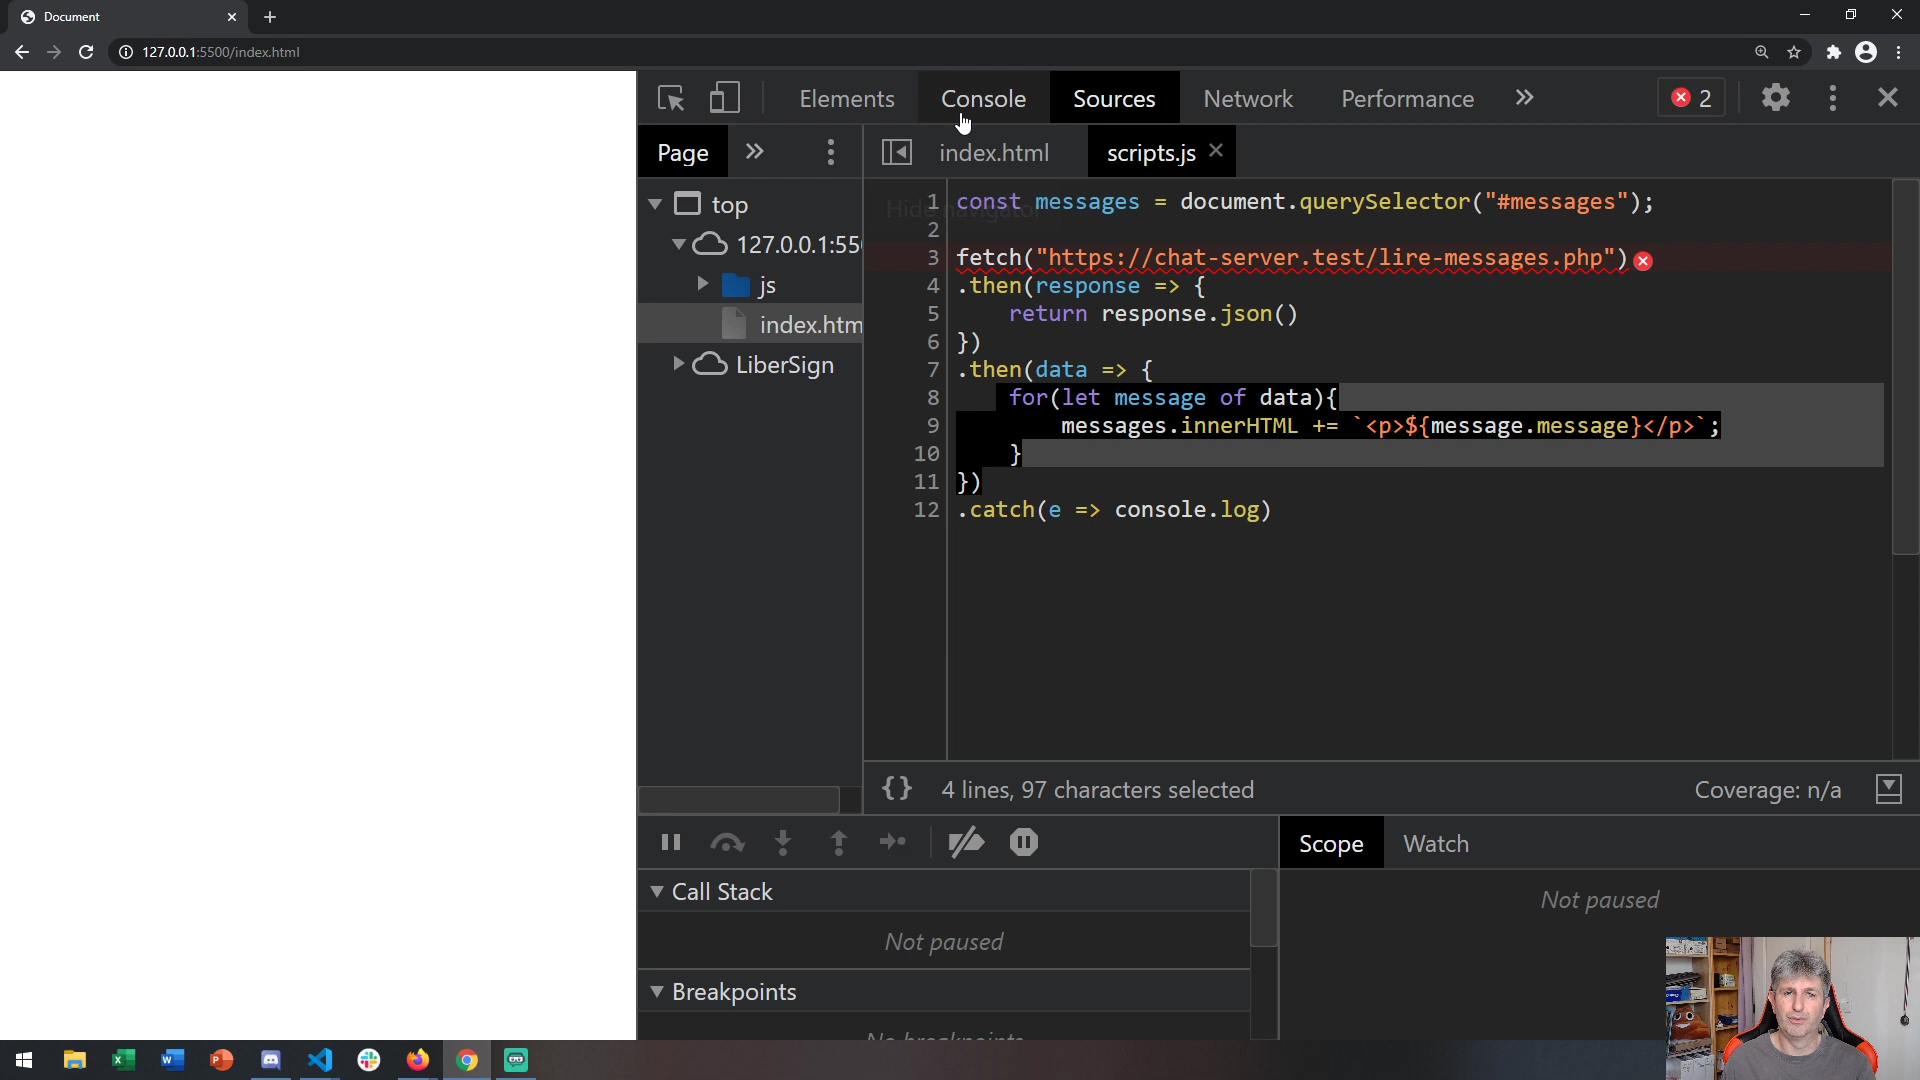 Document
127.0.0.1:5500/index.html
Elements
Console
Sources
Network
Performance
2
Page
index.html
scripts.js
Hide navigator
top
127.0.0.1:55
js
index.htm
LiberSign
1 const messages = document.querySelector("#messages");
2
3 fetch("https://chat-server.test/lire-messages.php")
4 .then(response => {
5 return response.json()
6 })
7 .then(data => {
8 for(let message of data){
9 messages.innerHTML += `<p>${message.message}</p>`;
10 }
11 })
12 .catch(e => console.log)
{} 4 lines, 97 characters selected
Coverage: n/a
Scope
Watch
Call Stack
Not paused
Not paused
Breakpoints
No breakpoints